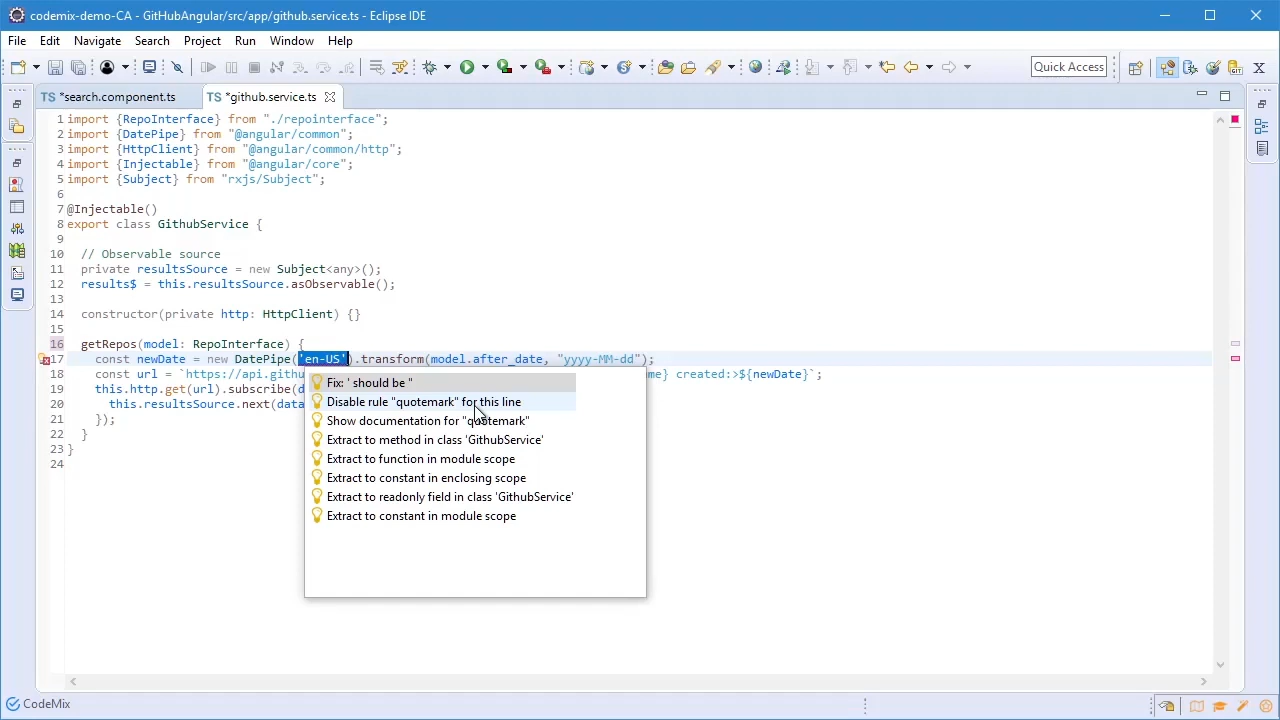 codemix-demo-CA - GitHubAngular/src/app/github.service.ts - Eclipse IDE
File Edit Navigate Search Project Run Window Help
Quick Access
TS *search.component.ts TS *github.service.ts
1 import {RepoInterface} from "./repointerface";
2 import {DatePipe} from "@angular/common";
3 import {HttpClient} from "@angular/common/http";
4 import {Injectable} from "@angular/core";
5 import {Subject} from "rxjs/Subject";
6
7 @Injectable()
8 export class GithubService {
9
10 // Observable source
11 private resultsSource = new Subject<any>();
12 results$ = this.resultsSource.asObservable();
13
14 constructor(private http: HttpClient) {}
15
16 getRepos(model: RepoInterface) {
17 const newDate = new DatePipe('en-US').transform(model.after_date, "yyyy-MM-dd");
18 const url = `https://api.githu me} created:>${newDate}`;
19 this.http.get(url).subscribe(d
20 this.resultsSource.next(data
21 });
22 }
23 }
24
Fix: ' should be "
Disable rule "quotemark" for this line
Show documentation for "quotemark"
Extract to method in class 'GithubService'
Extract to function in module scope
Extract to constant in enclosing scope
Extract to readonly field in class 'GithubService'
Extract to constant in module scope
CodeMix